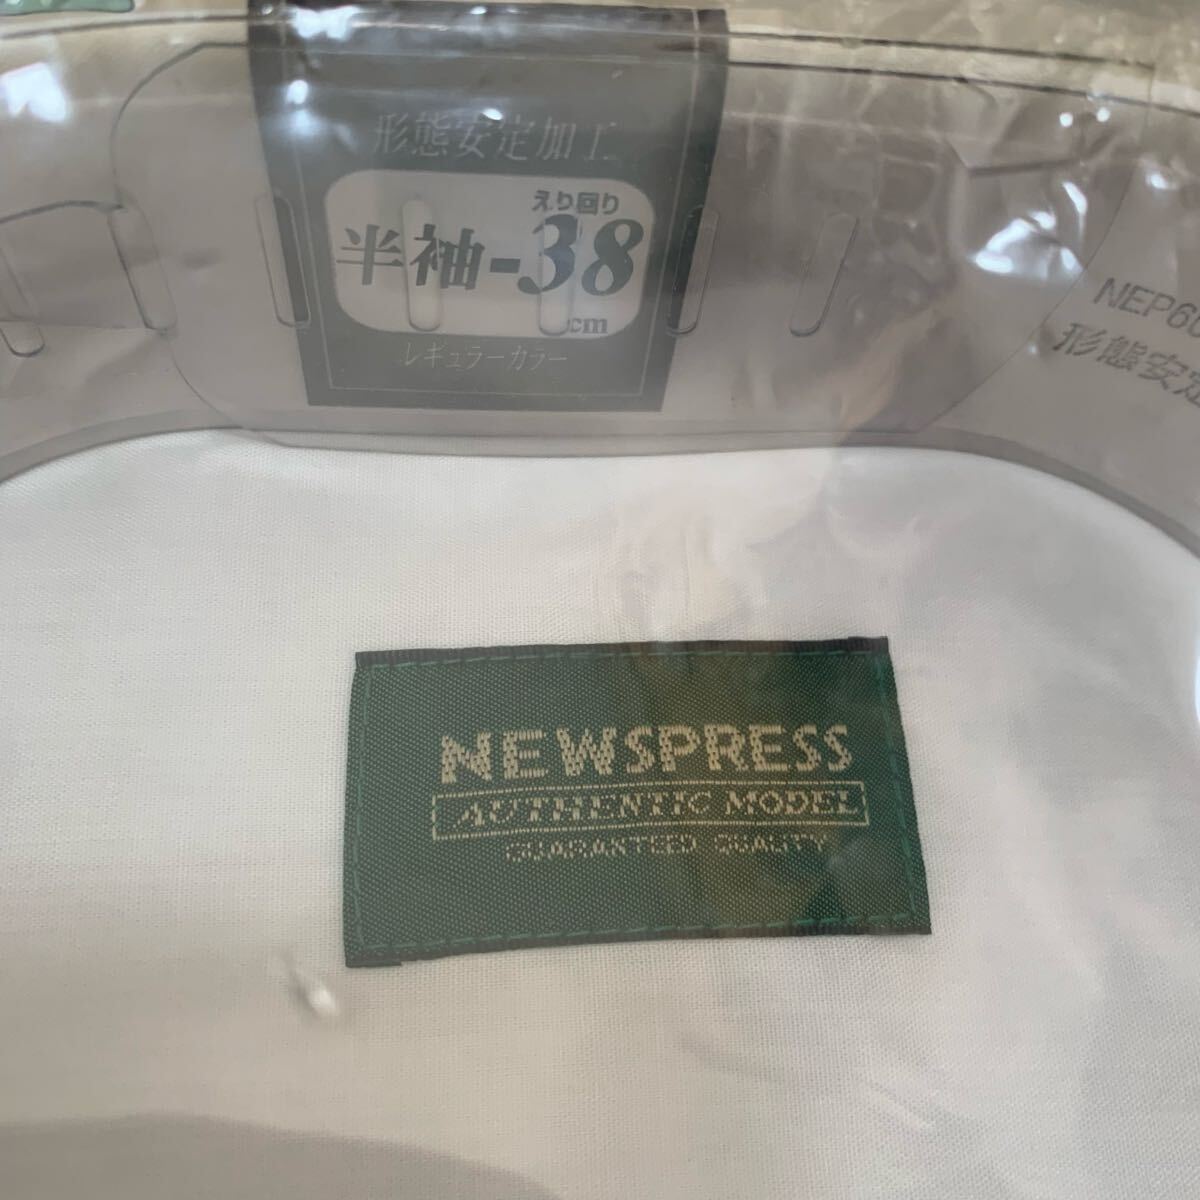 形態安定加工
えり回り
半袖-38
cm
レギュラーカラー
形態安定
NEWSPRESS
AUTHENTIC MODEL
GUARANTEED QUALITY